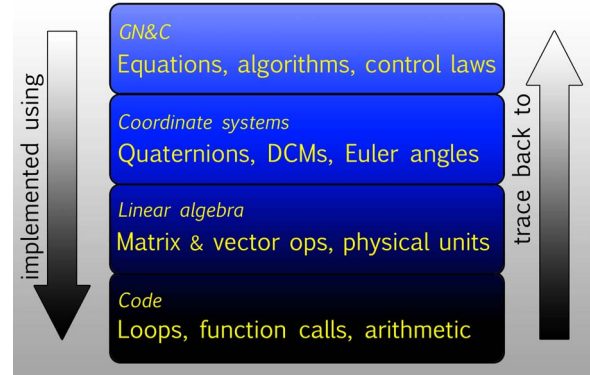 GN&C
Equations, algorithms, control laws
Coordinate systems
Quaternions, DCMs, Euler angles
Linear algebra
Matrix & vector ops, physical units
Code
Loops, function calls, arithmetic
implemented using
trace back to